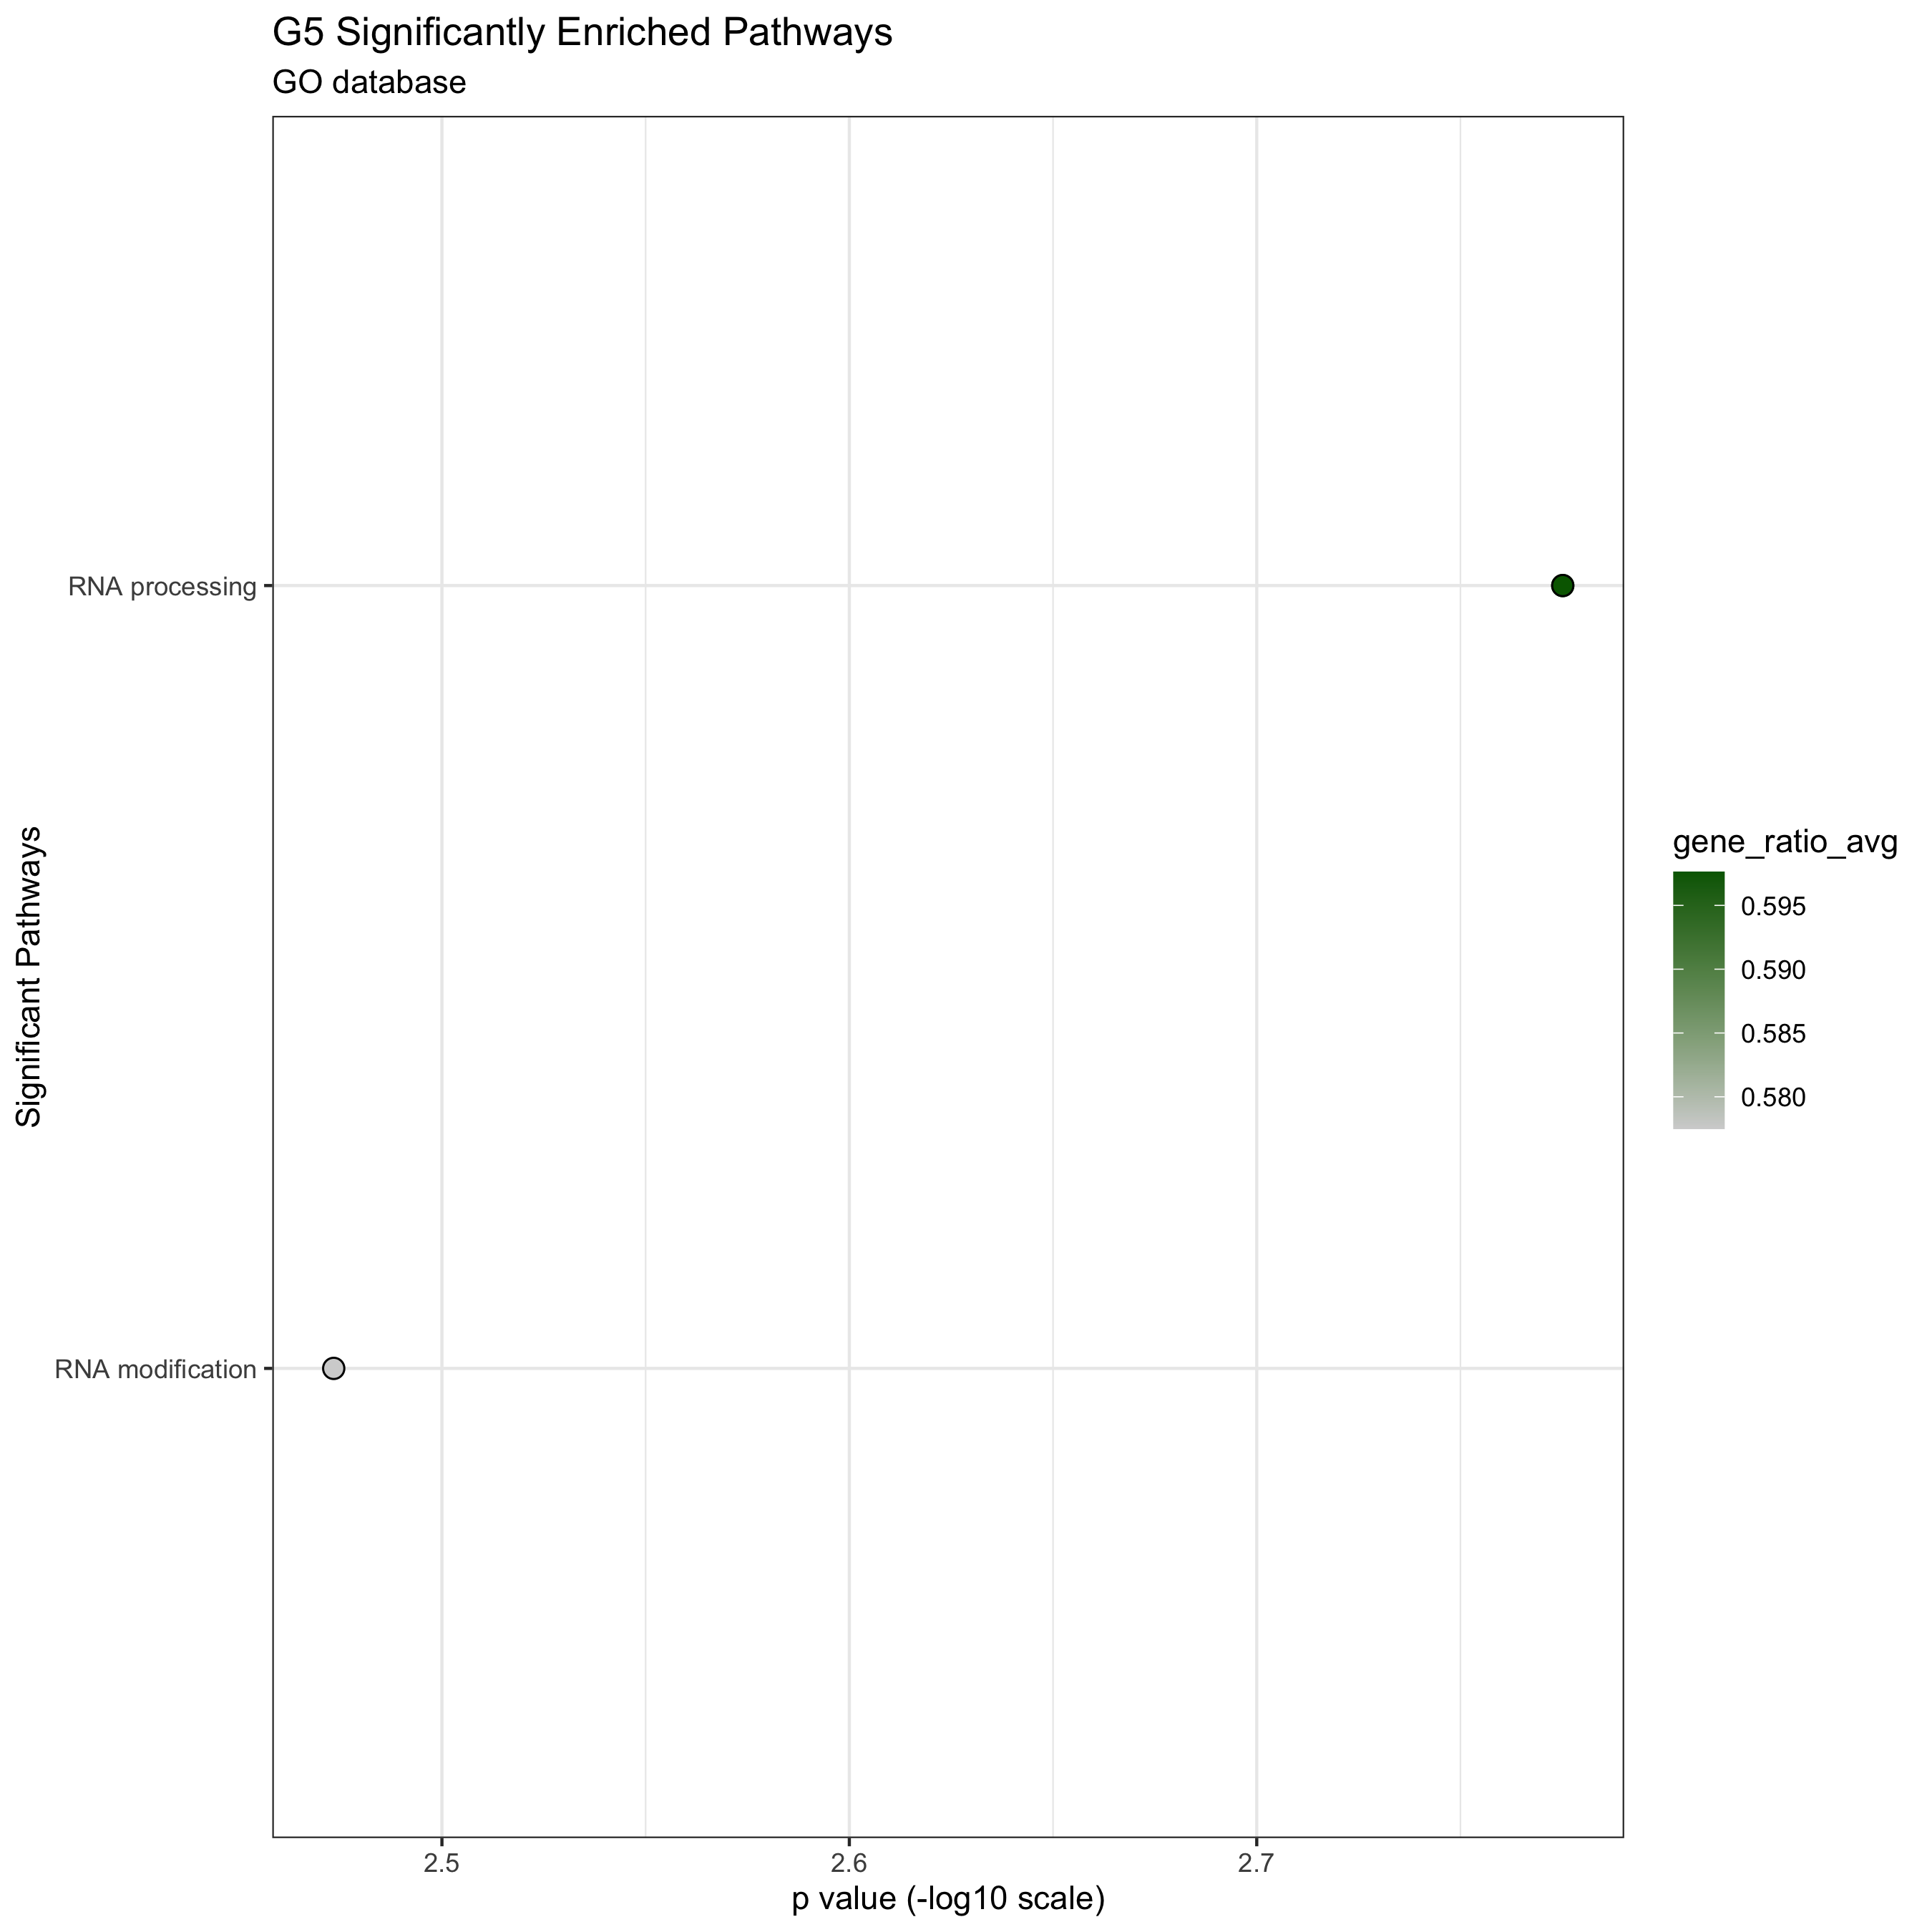 G5 Significantly Enriched Pathways
GO database
Significant Pathways
RNA processing
RNA modification
2.5
2.6
2.7
p value (-log10 scale)
gene_ratio_avg
0.595
0.590
0.585
0.580